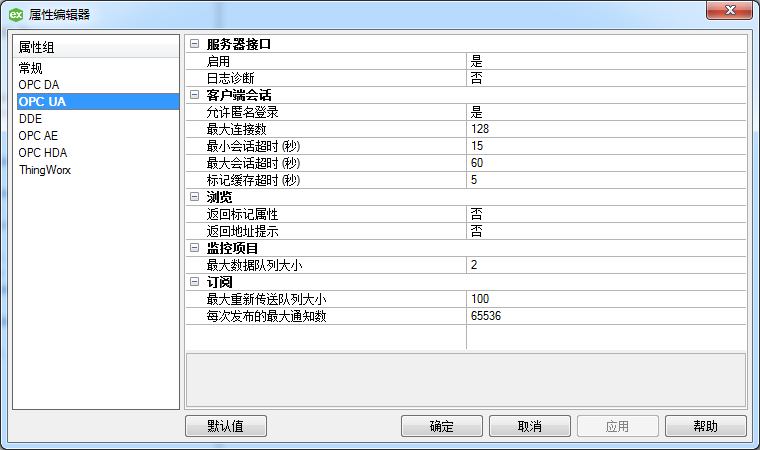 ex 属性编辑器
属性组
常规
OPC DA
OPC UA
DDE
OPC AE
OPC HDA
ThingWorx
服务器接口
启用 是
日志诊断 否
客户端会话
允许匿名登录 是
最大连接数 128
最小会话超时 (秒) 15
最大会话超时 (秒) 60
标记缓存超时 (秒) 5
浏览
返回标记属性 否
返回地址提示 否
监控项目
最大数据队列大小 2
订阅
最大重新传送队列大小 100
每次发布的最大通知数 65536
默认值 确定 取消 应用 帮助